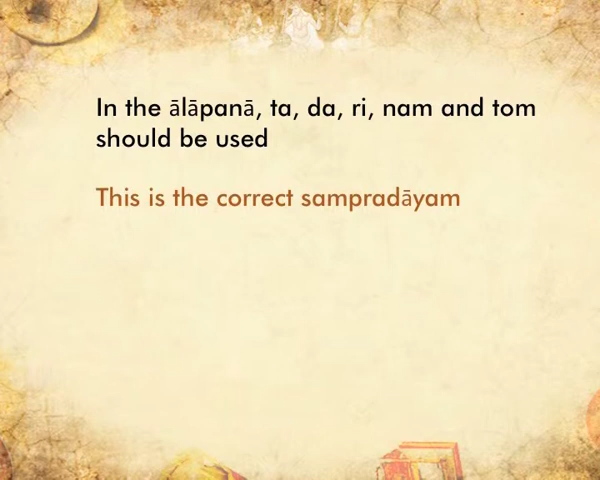 In the ālāpanā, ta, da, ri, nam and tom
should be used
This is the correct sampradāyam